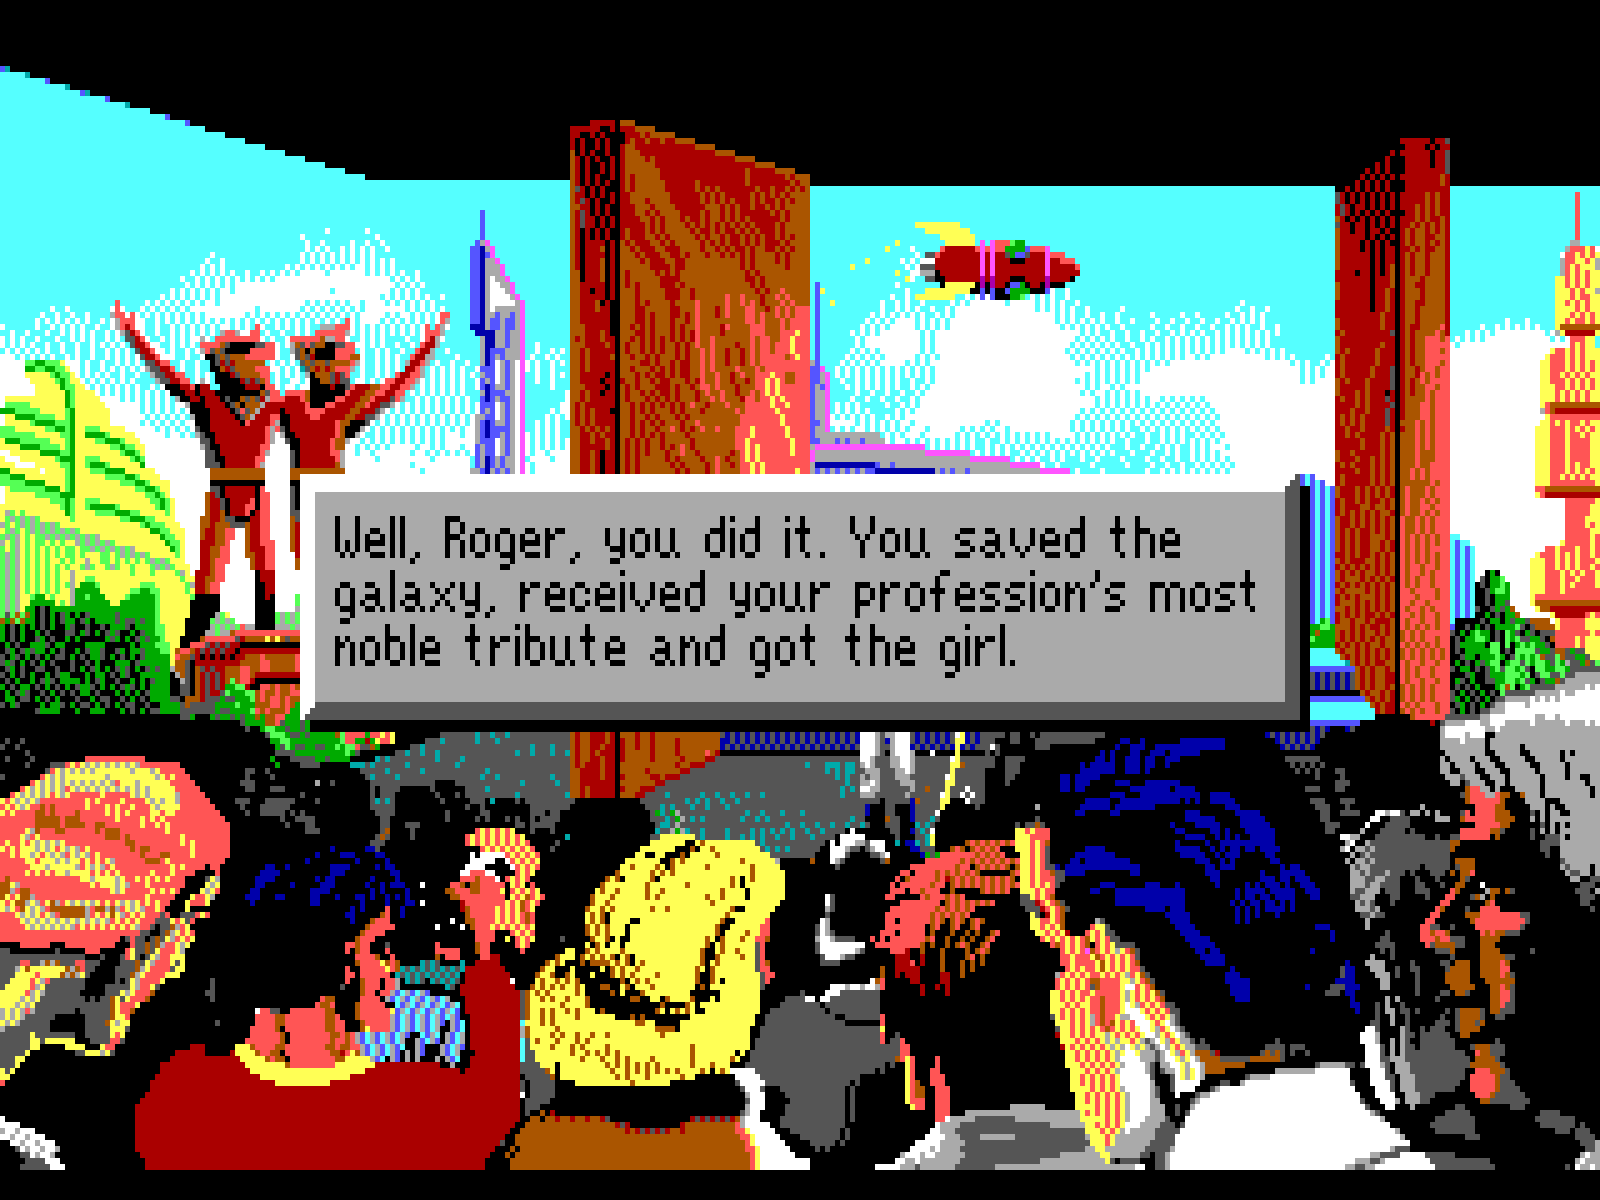 Well, Roger, you did it. You saved the
galaxy, received your profession's most
noble tribute and got the girl.